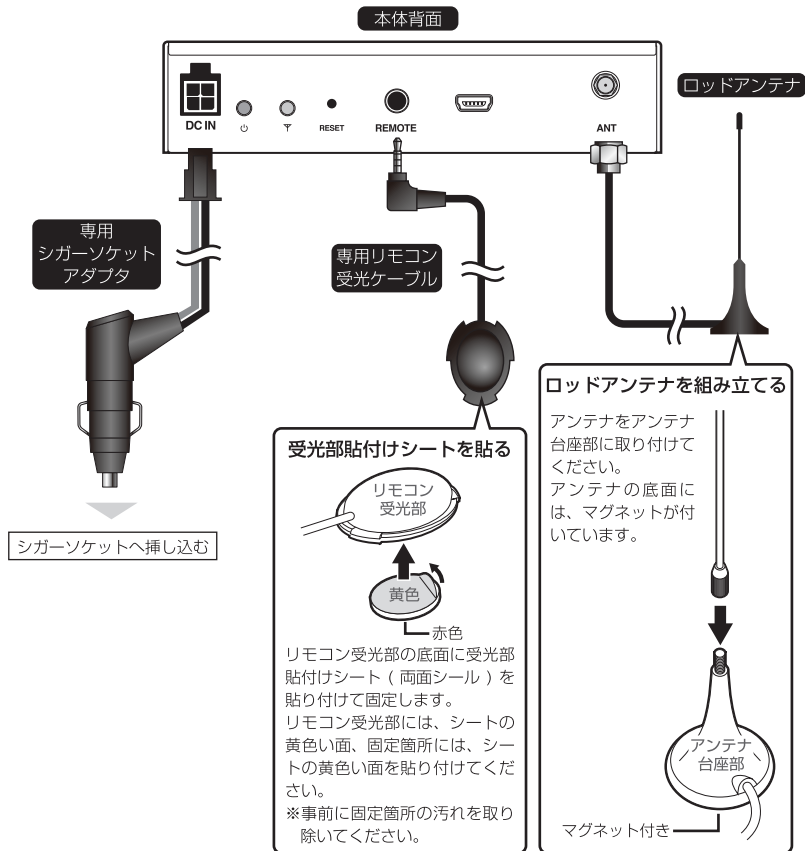 本体背面
ロッドアンテナ
DC IN
RESET
REMOTE
ANT
専用
シガーソケット
アダプタ
専用リモコン
受光ケーブル
シガーソケットへ挿し込む
受光部貼付けシートを貼る
リモコン
受光部
黄色
赤色
リモコン受光部の底面に受光部
貼付けシート ( 両面シール ) を
貼り付けて固定します。
リモコン受光部には、シートの
黄色い面、固定箇所には、シー
トの黄色い面を貼り付けてくだ
さい。
※事前に固定箇所の汚れを取り
除いてください。
ロッドアンテナを組み立てる
アンテナをアンテナ
台座部に取り付けて
ください。
アンテナの底面に
は、マグネットが付
いています。
アンテナ
台座部
マグネット付き